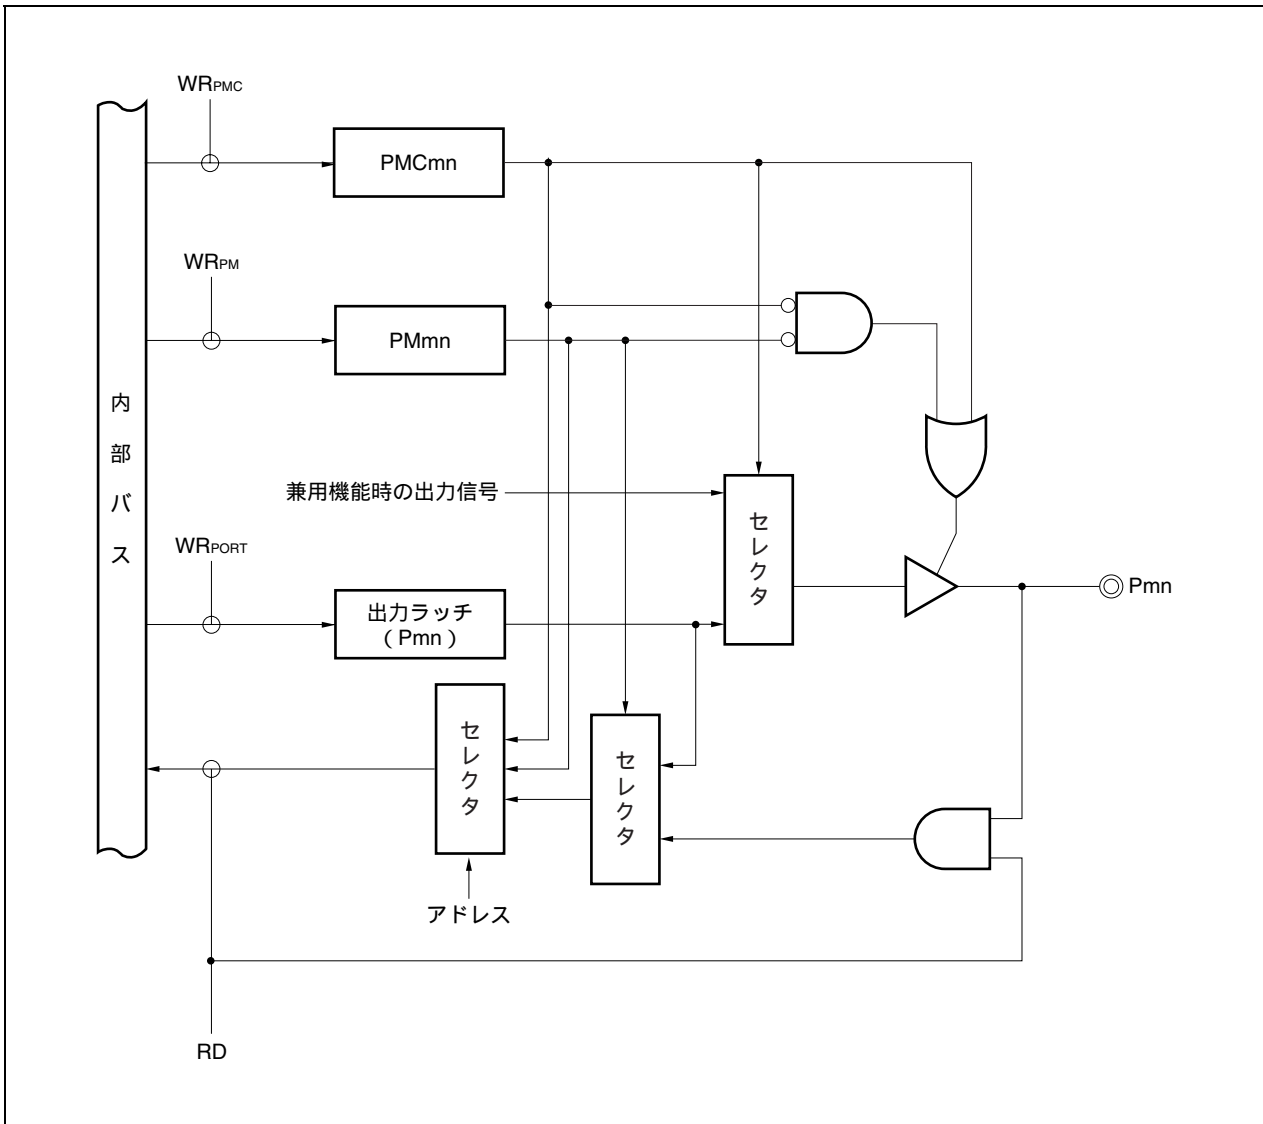 WRPMC
PMCmn
WRPM
PMmn
内部バス
兼用機能時の出力信号
セレクタ
WRPORT
出力ラッチ
（Pmn）
Pmn
セレクタ
セレクタ
アドレス
RD